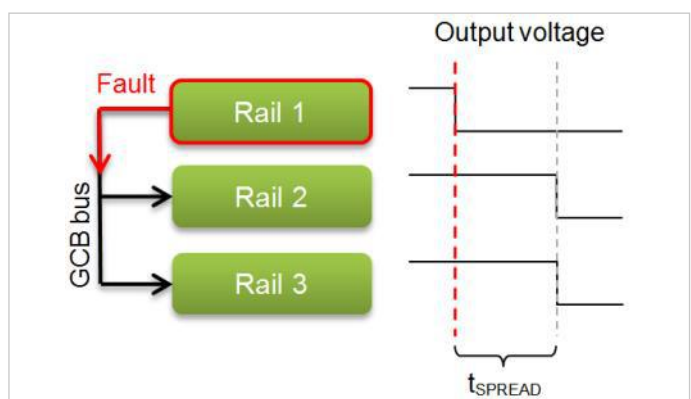 Output voltage
Fault
Rail 1
Rail 2
GCB bus
Rail 3
tSPREAD